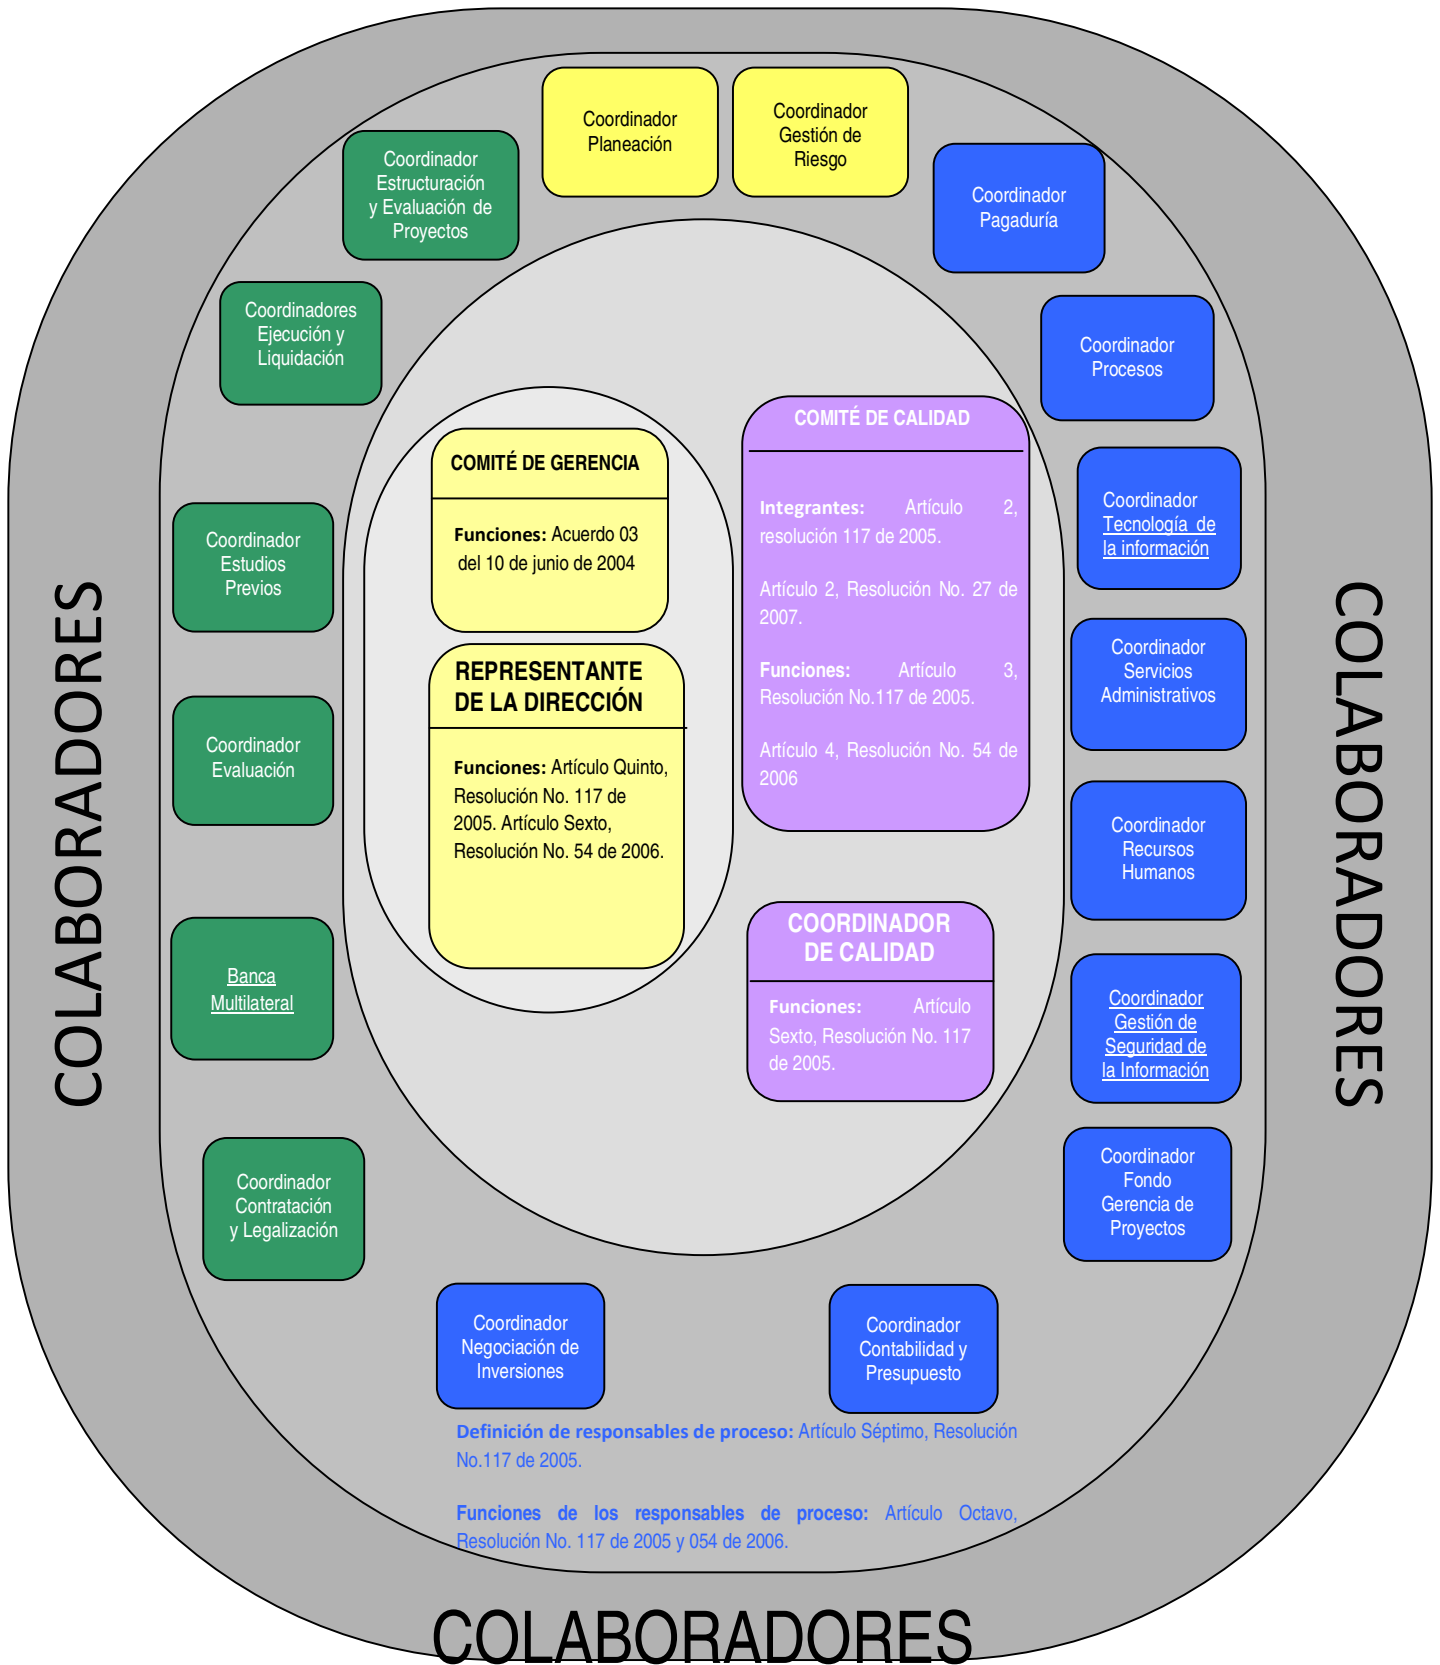 Coordinador
Planeación
Coordinador
Gestión de
Riesgo
Coordinador
Estructuración
y Evaluación de
Proyectos
Coordinador
Pagaduría
Coordinadores
Ejecución y
Liquidación
Coordinador
Procesos
COMITÉ DE GERENCIA
Funciones: Acuerdo 03
del 10 de junio de 2004
COMITÉ DE CALIDAD
Integrantes: Artículo 2,
resolución 117 de 2005.
Artículo 2, Resolución No. 27 de
2007.
Funciones: Artículo 3,
Resolución No.117 de 2005.
Artículo 4, Resolución No. 54 de
2006
Coordinador
Tecnología de
la información
Coordinador
Estudios
Previos
REPRESENTANTE
DE LA DIRECCIÓN
Funciones: Artículo Quinto,
Resolución No. 117 de
2005. Artículo Sexto,
Resolución No. 54 de 2006.
Coordinador
Servicios
Administrativos
Coordinador
Evaluación
Coordinador
Recursos
Humanos
COLABORADORES
COLABORADORES
Banca
Multilateral
COORDINADOR
DE CALIDAD
Funciones: Artículo
Sexto, Resolución No. 117
de 2005.
Coordinador
Gestión de
Seguridad de
la Información
Coordinador
Contratación
y Legalización
Coordinador
Fondo
Gerencia de
Proyectos
Coordinador
Negociación de
Inversiones
Coordinador
Contabilidad y
Presupuesto
Definición de responsables de proceso: Artículo Séptimo, Resolución
No.117 de 2005.
Funciones de los responsables de proceso: Artículo Octavo,
Resolución No. 117 de 2005 y 054 de 2006.
COLABORADORES